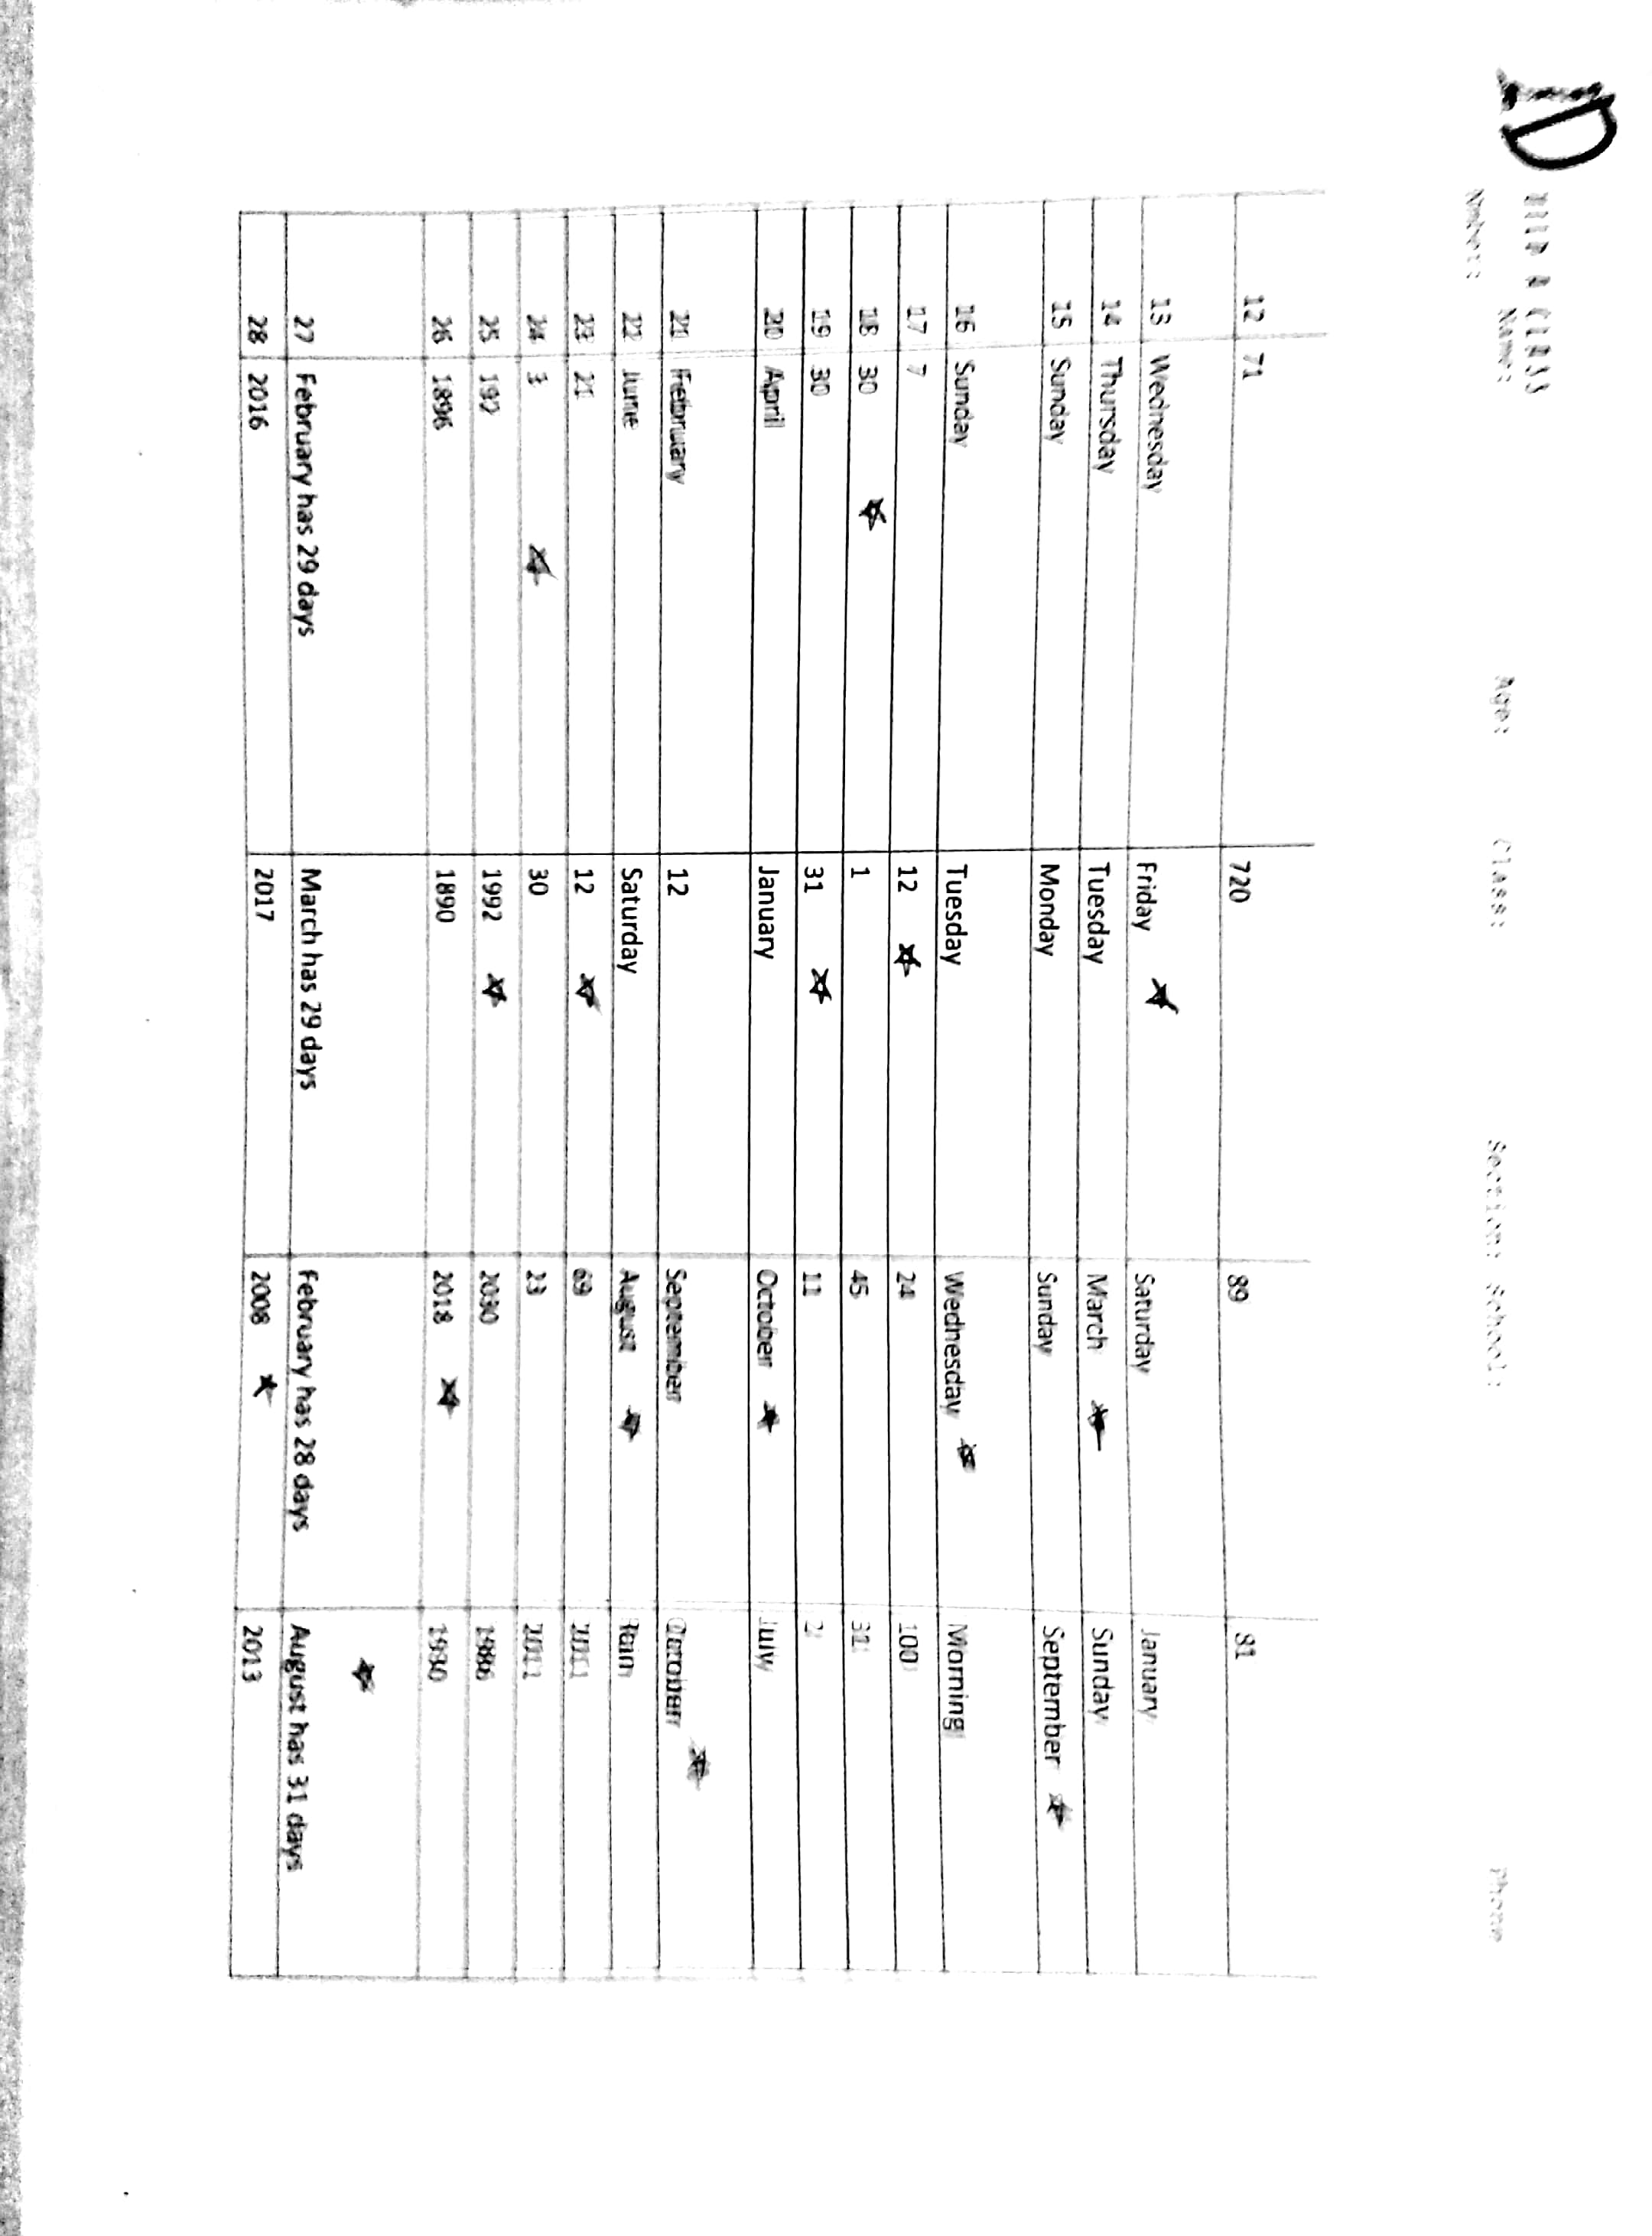 D
Name: Age: Class: Section: School: Phone
Nmber:
12 71 720 89 81
13 Wednesday Friday Saturday January
14 Thursday Tuesday March Sunday
15 Sunday Monday Sunday September
16 Sunday Tuesday Wednesday Morning
17 7 12 24 100
18 30 1 45 31
19 30 31 11 2
20 April January October July
21 February 12 September October
22 June Saturday August
23 21 12 69 2011
24 3 30 23 2011
25 192 1992 2030 1986
26 1896 1890 2018 1990
27 February has 29 days March has 29 days February has 28 days August has 31 days
28 2016 2017 2008 2013